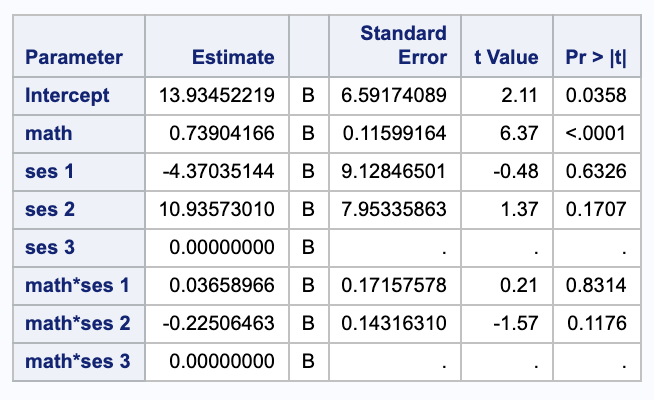 Parameter Estimate Standard Error t Value Pr > |t|
Intercept 13.93452219 B 6.59174089 2.11 0.0358
math 0.73904166 B 0.11599164 6.37 <.0001
ses 1 -4.37035144 B 9.12846501 -0.48 0.6326
ses 2 10.93573010 B 7.95335863 1.37 0.1707
ses 3 0.00000000 B . . .
math*ses 1 0.03658966 B 0.17157578 0.21 0.8314
math*ses 2 -0.22506463 B 0.14316310 -1.57 0.1176
math*ses 3 0.00000000 B . . .